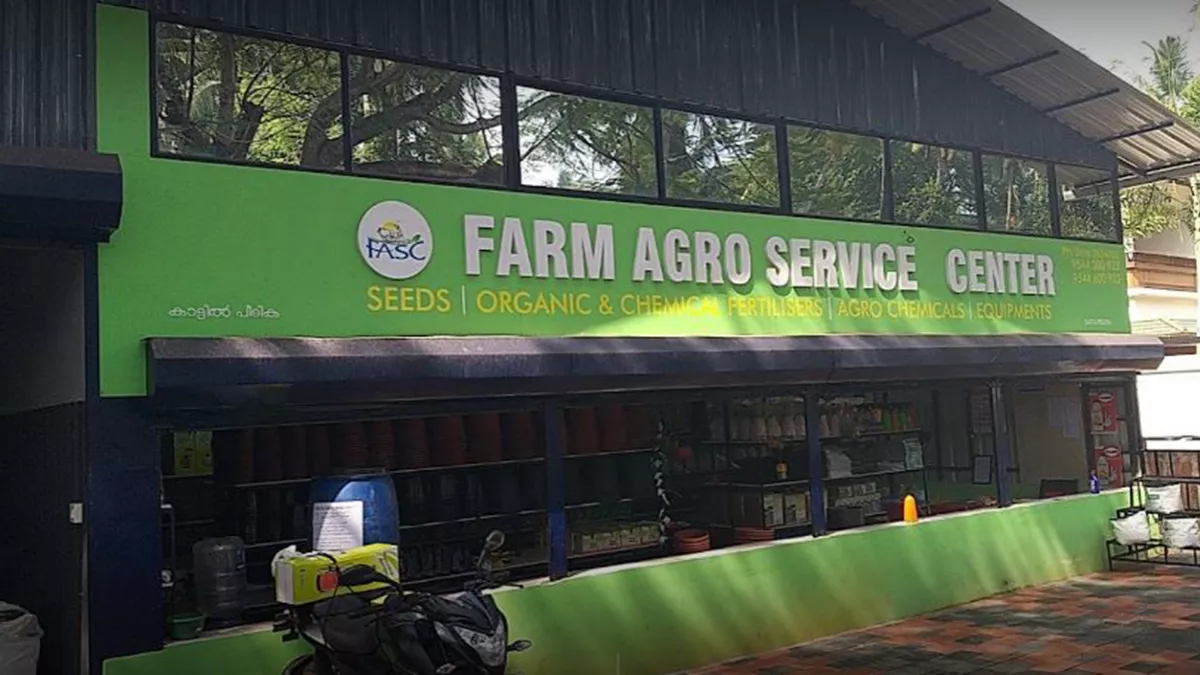 FASC
FARM AGRO SERVICE CENTER
SEEDS | ORGANIC & CHEMICAL FERTILISERS | AGRO CHEMICALS | EQUIPMENTS
കാട്ടിൽ പീടിക